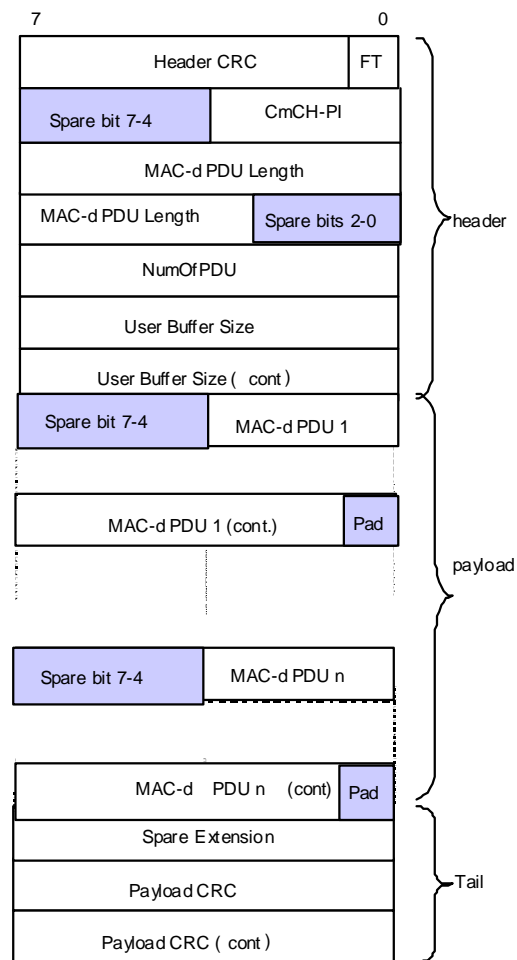 7 0
Header CRC FT
Spare bit 7-4 CmCH-PI
MAC-d PDU Length
MAC-d PDU Length Spare bits 2-0
header
NumOfPDU
User Buffer Size
User Buffer Size ( cont )
Spare bit 7-4 MAC-d PDU 1
MAC-d PDU 1 (cont.) Pad
payload
Spare bit 7-4 MAC-d PDU n
MAC-d PDU n (cont) Pad
Spare Extension
Payload CRC
Tail
Payload CRC ( cont )